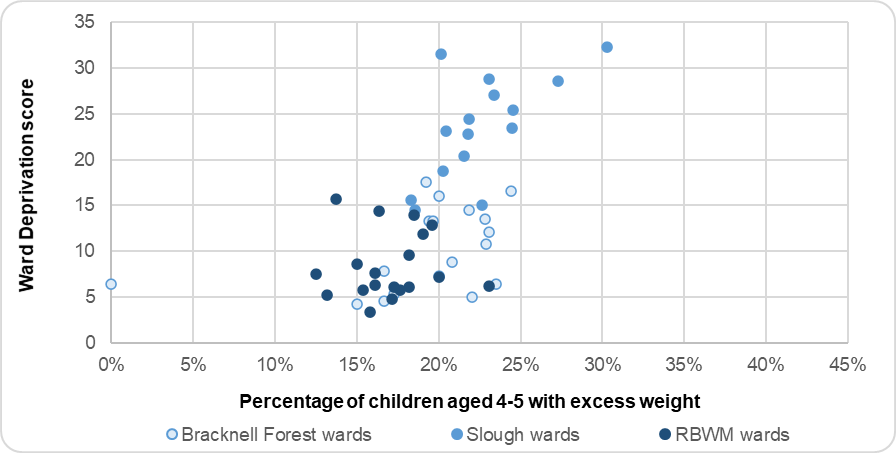 35
30
25
20
15
10
5
0
Ward Deprivation score
0% 5% 10% 15% 20% 25% 30% 35% 40% 45%
Percentage of children aged 4-5 with excess weight
Bracknell Forest wards Slough wards RBWM wards